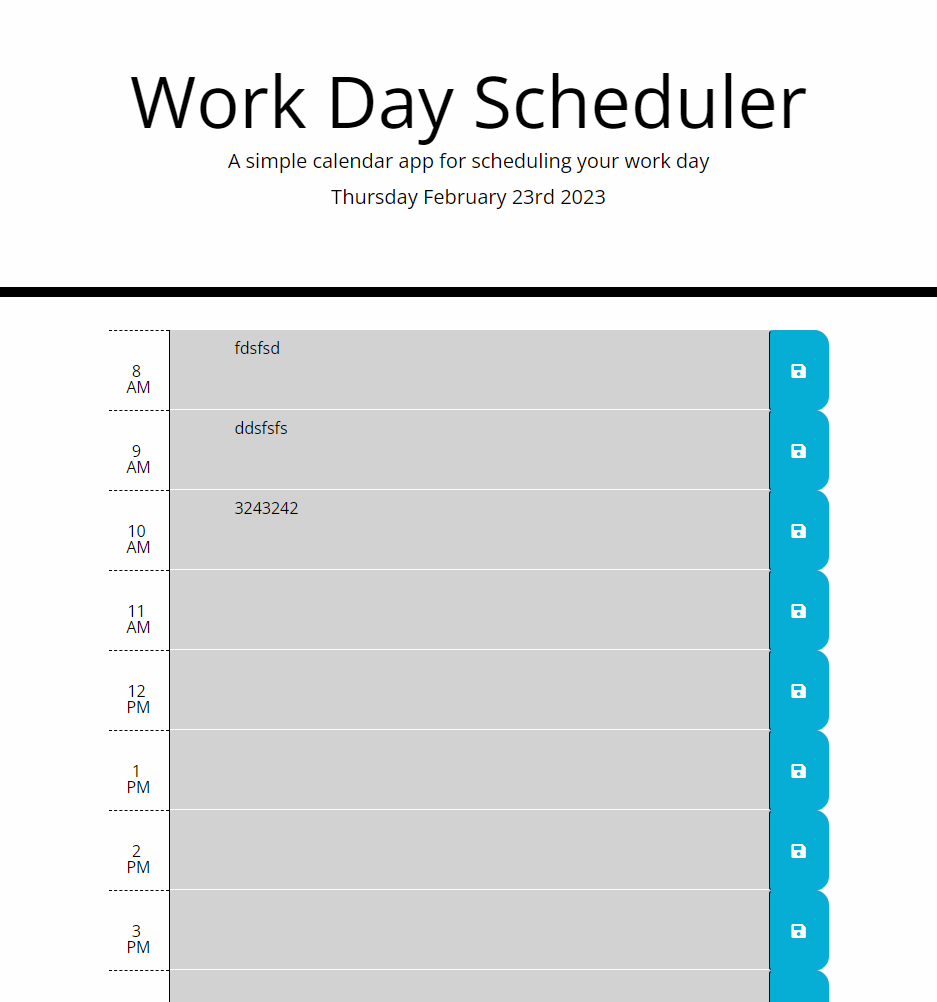 Work Day Scheduler
A simple calendar app for scheduling your work day
Thursday February 23rd 2023
8
AM
fdsfsd
9
AM
ddsfsfs
10
AM
3243242
11
AM
12
PM
1
PM
2
PM
3
PM